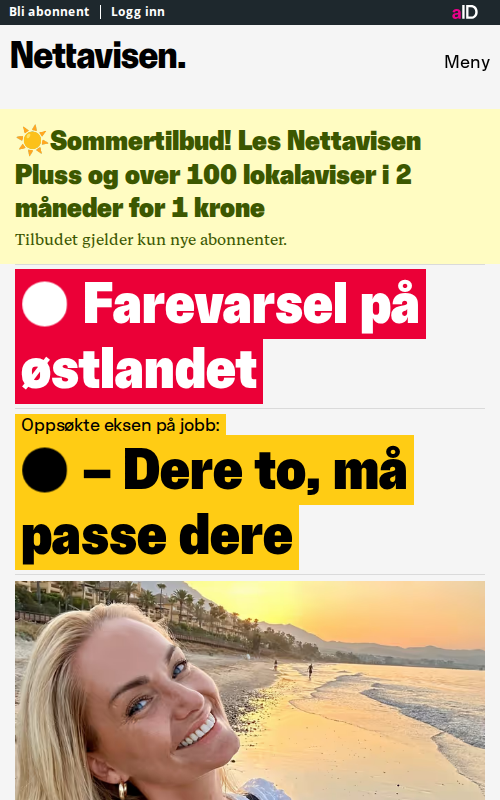 Bli abonnent
Logg inn
aID
Nettavisen.
Meny
☀️Sommertilbud! Les Nettavisen
Pluss og over 100 lokalaviser i 2
måneder for 1 krone
Tilbudet gjelder kun nye abonnenter.
Farevarsel på
østlandet
Oppsøkte eksen på jobb:
– Dere to, må
passe dere